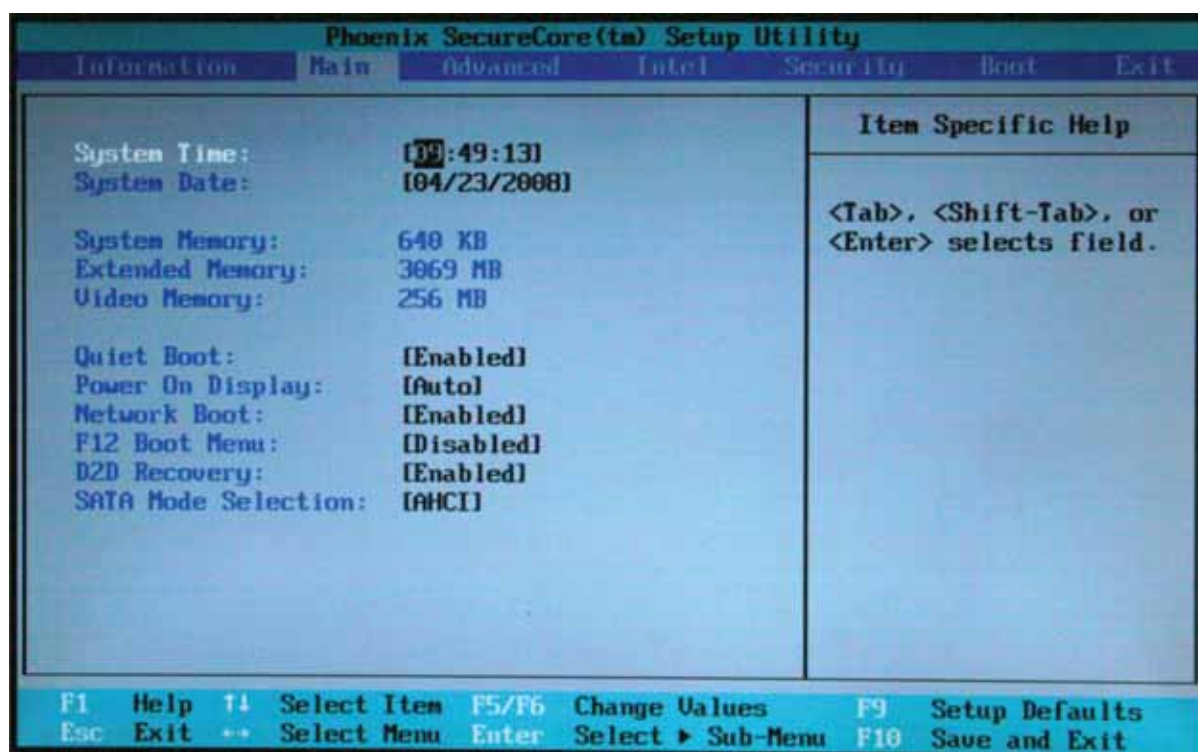 Phoenix SecureCore(tm) Setup Utility
Information Main Advanced Intel Security Boot Exit
Item Specific Help
System Time: [09:49:13]
System Date: [04/23/2008]
<Tab>, <Shift-Tab>, or
<Enter> selects field.
System Memory: 640 KB
Extended Memory: 3069 MB
Video Memory: 256 MB
Quiet Boot: [Enabled]
Power On Display: [Auto]
Network Boot: [Enabled]
F12 Boot Menu: [Disabled]
D2D Recovery: [Enabled]
SATA Mode Selection: [AHCI]
F1 Help ↑↓ Select Item F5/F6 Change Values F9 Setup Defaults
Esc Exit ←→ Select Menu Enter Select ▶ Sub-Menu F10 Save and Exit